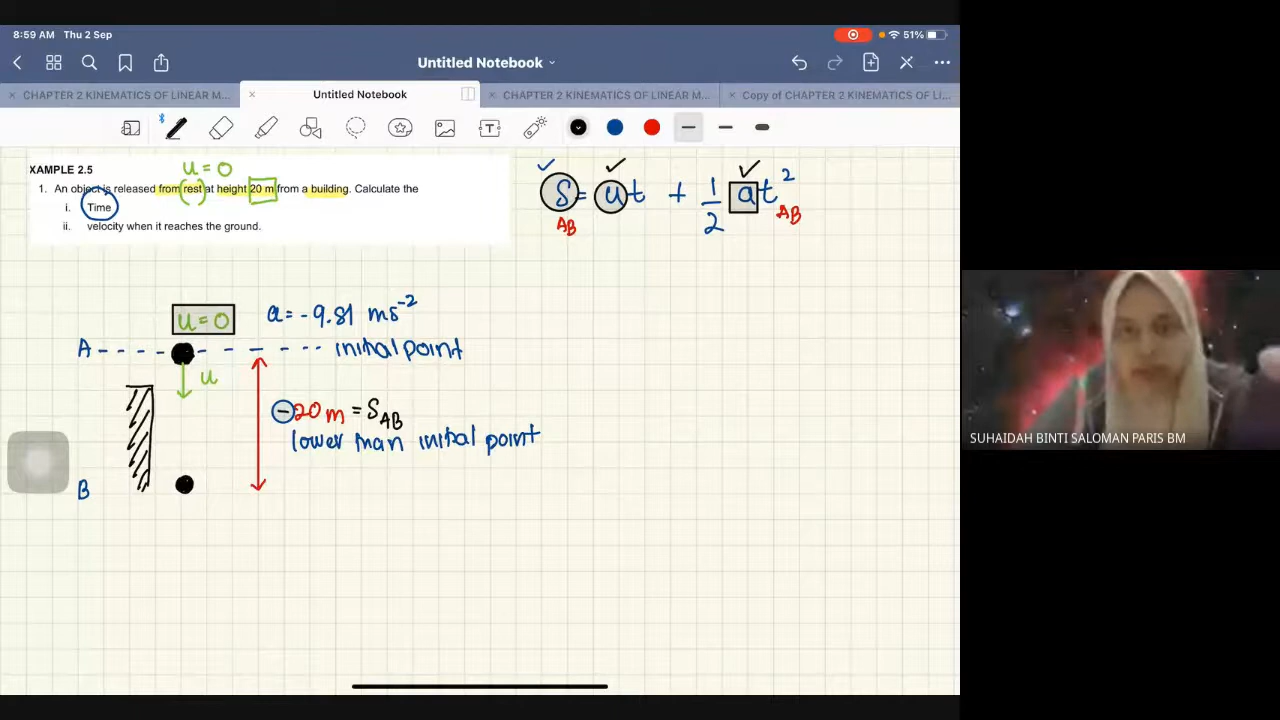 8:59 AM Thu 2 Sep
51%
Untitled Notebook
CHAPTER 2 KINEMATICS OF LINEAR M...
Untitled Notebook
CHAPTER 2 KINEMATICS OF LINEAR M...
Copy of CHAPTER 2 KINEMATICS OF LI...
XAMPLE 2.5
u = 0
1. An object is released from rest at height 20 m from a building. Calculate the
i. Time
ii. velocity when it reaches the ground.
S = ut + 1/2 at²
AB AB
u = 0 a = -9.81 ms⁻²
A initial point
u
-20 m = S_AB
lower than initial point
B
SUHAIDAH BINTI SALOMAN PARIS BM